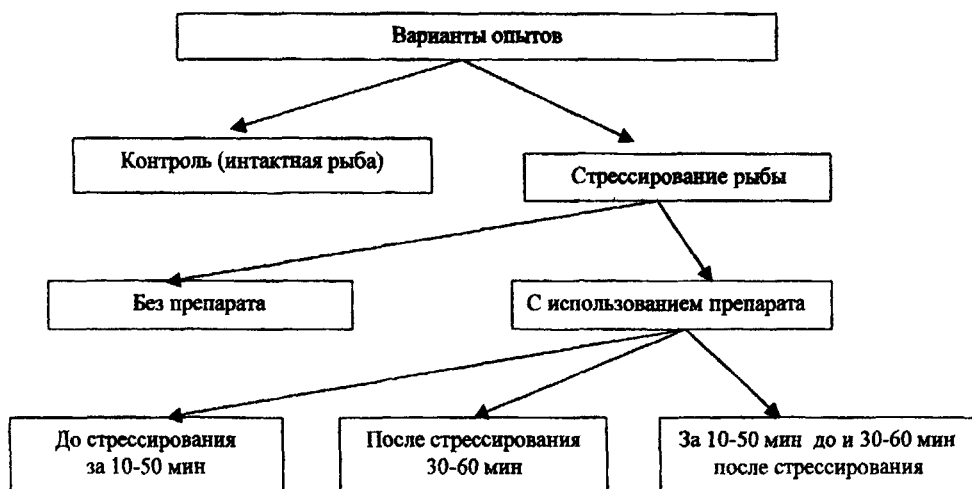 Варианты опытов
Контроль (интактная рыба)
Стрессирование рыбы
Без препарата
С использованием препарата
До стрессирования
за 10-50 мин
После стрессирования
30-60 мин
За 10-50 мин до и 30-60 мин
после стрессирования